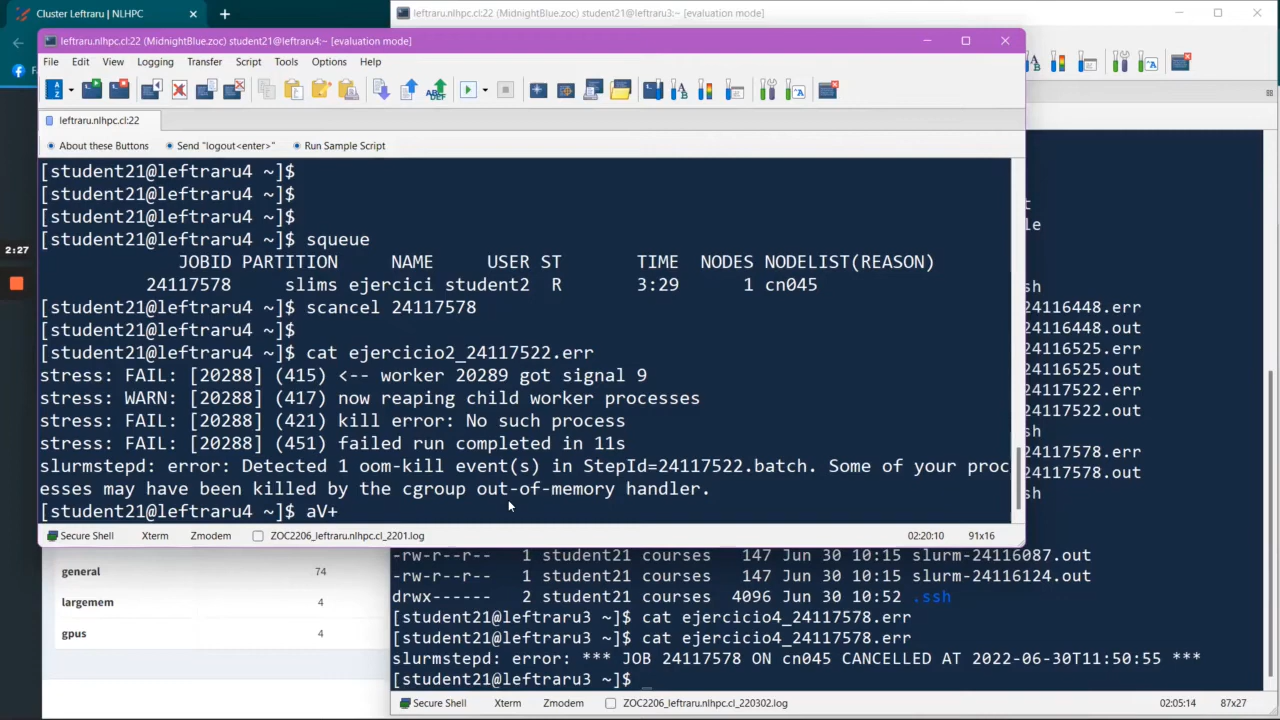 Cluster Leftraru | NLHPC
leftraru.nlhpc.cl:22 (MidnightBlue.zoc) student21@leftraru3:~ [evaluation mode]
leftraru.nlhpc.cl:22 (MidnightBlue.zoc) student21@leftraru4:~ [evaluation mode]
File Edit View Logging Transfer Script Tools Options Help
leftraru.nlhpc.cl:22
About these Buttons Send "logout<enter>" Run Sample Script
[student21@leftraru4 ~]$
[student21@leftraru4 ~]$
[student21@leftraru4 ~]$
[student21@leftraru4 ~]$ squeue
JOBID PARTITION NAME USER ST TIME NODES NODELIST(REASON)
24117578 slims ejercici student2 R 3:29 1 cn045
[student21@leftraru4 ~]$ scancel 24117578
[student21@leftraru4 ~]$
[student21@leftraru4 ~]$ cat ejercicio2_24117522.err
stress: FAIL: [20288] (415) <-- worker 20289 got signal 9
stress: WARN: [20288] (417) now reaping child worker processes
stress: FAIL: [20288] (421) kill error: No such process
stress: FAIL: [20288] (451) failed run completed in 11s
slurmstepd: error: Detected 1 oom-kill event(s) in StepId=24117522.batch. Some of your proc
esses may have been killed by the cgroup out-of-memory handler.
[student21@leftraru4 ~]$ aV+
Secure Shell Xterm Zmodem ZOC2206_leftraru.nlhpc.cl_2201.log 02:20:10 91x16
2:27
t
le
sh
24116448.err
24116448.out
24116525.err
24116525.out
24117522.err
24117522.out
sh
24117578.err
24117578.out
sh
general 74
largemem 4
gpus 4
-rw-r--r-- 1 student21 courses 147 Jun 30 10:15 slurm-24116087.out
-rw-r--r-- 1 student21 courses 147 Jun 30 10:15 slurm-24116124.out
drwx------ 2 student21 courses 4096 Jun 30 10:52 .ssh
[student21@leftraru3 ~]$ cat ejercicio4_24117578.err
[student21@leftraru3 ~]$ cat ejercicio4_24117578.err
slurmstepd: error: *** JOB 24117578 ON cn045 CANCELLED AT 2022-06-30T11:50:55 ***
[student21@leftraru3 ~]$
Secure Shell Xterm Zmodem ZOC2206_leftraru.nlhpc.cl_220302.log 02:05:14 87x27